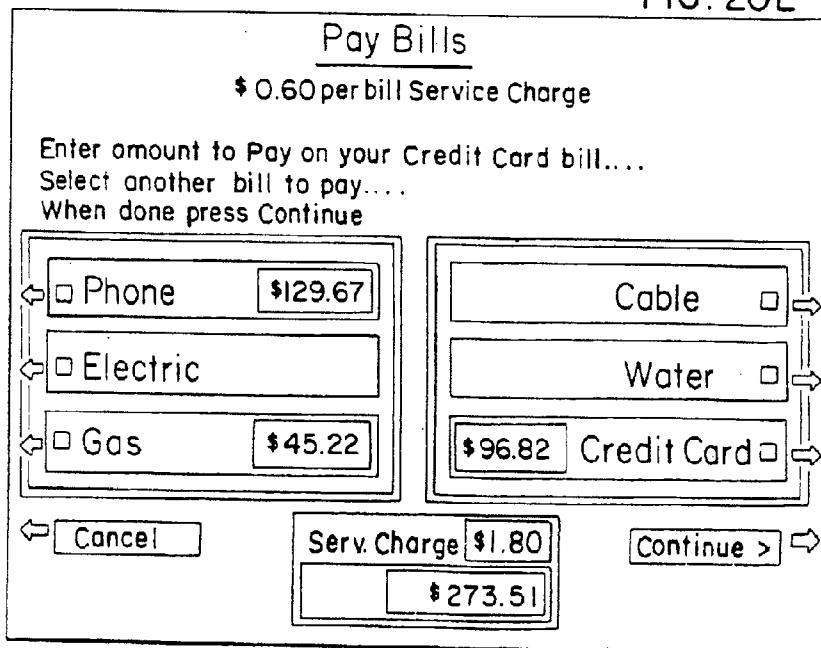 Pay Bills
$ 0.60 per bill Service Charge
Enter amount to Pay on your Credit Card bill....
Select another bill to pay....
When done press Continue
Phone $129.67
Electric
Gas $45.22
Cable
Water
$96.82 Credit Card
Cancel
Serv. Charge $1.80
$273.51
Continue >